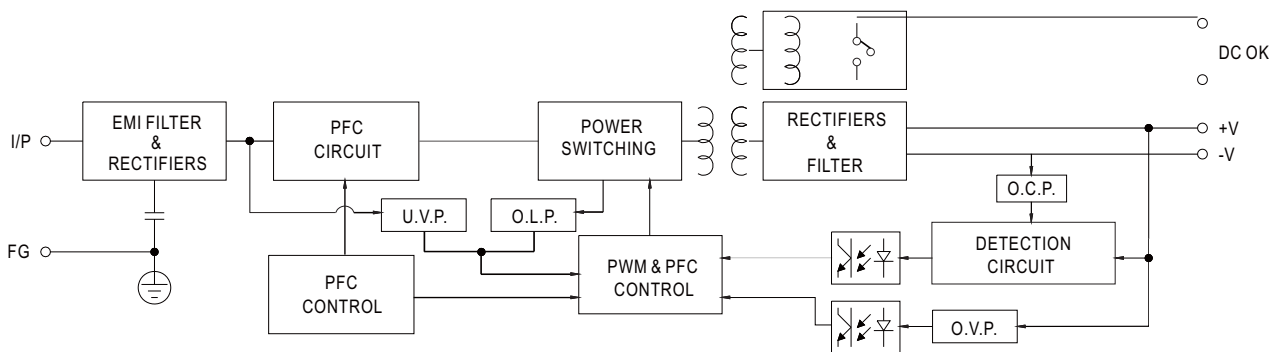 DC OK
I/P
EMI FILTER
&
RECTIFIERS
PFC
CIRCUIT
POWER
SWITCHING
RECTIFIERS
&
FILTER
+V
-V
O.C.P.
U.V.P.
O.L.P.
FG
DETECTION
CIRCUIT
PFC
CONTROL
PWM & PFC
CONTROL
O.V.P.